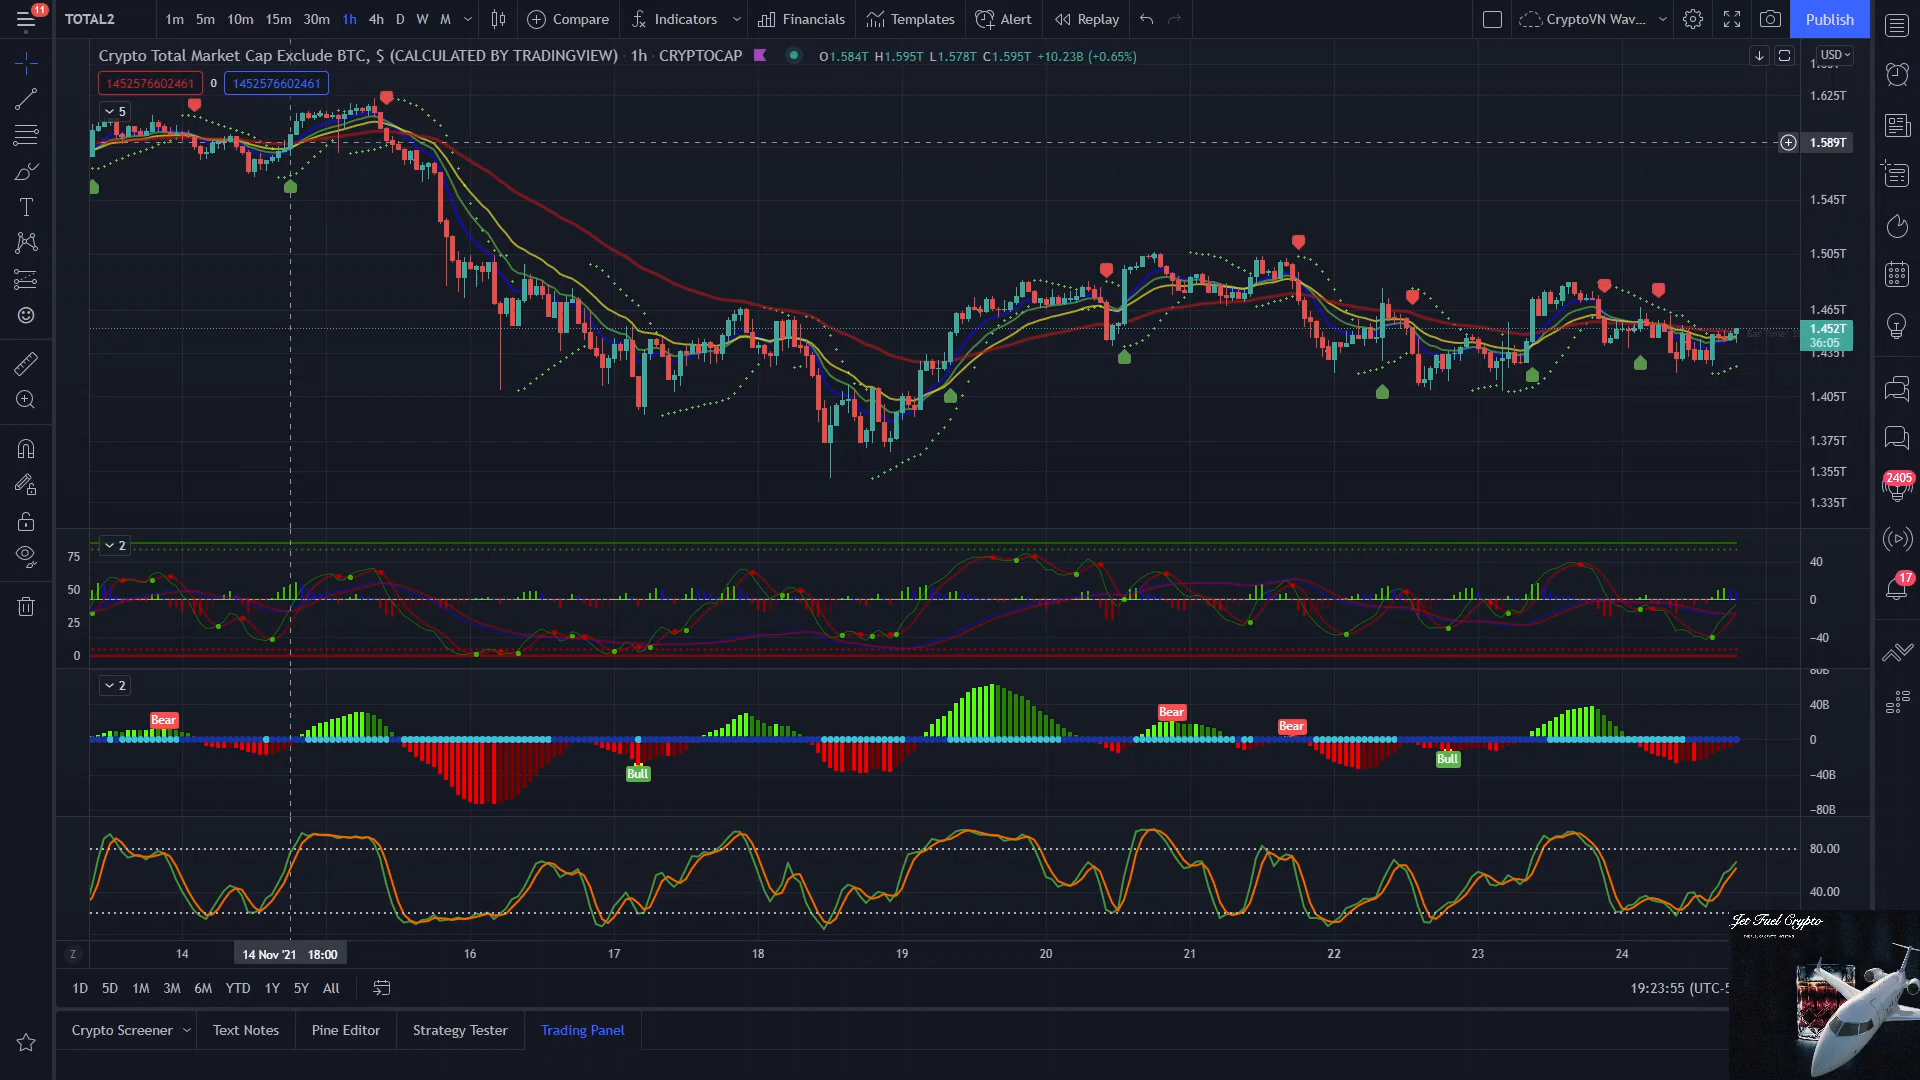 11
TOTAL2
1m 5m 10m 15m 30m 1h 4h D W M
Compare
Indicators
Financials
Templates
Alert
Replay
CryptoVN Wav...
Publish
Crypto Total Market Cap Exclude BTC, $ (CALCULATED BY TRADINGVIEW) · 1h · CRYPTOCAP
O1.584T H1.595T L1.578T C1.595T +10.23B (+0.65%)
USD
1452576602461 0 1452576602461
5
1.625T
1.589T
1.545T
1.505T
1.465T
1.452T
36:05
1.435T
1.405T
1.375T
1.355T
1.335T
2405
17
2
75
50
25
0
40
0
−40
2
Bear
Bull
Bear
Bear
Bull
80B
40B
0
−40B
−80B
80.00
40.00
Z
14
14 Nov '21 18:00
16
17
18
19
20
21
22
23
24
1D 5D 1M 3M 6M YTD 1Y 5Y All
19:23:55 (UTC-5
Crypto Screener
Text Notes
Pine Editor
Strategy Tester
Trading Panel
Jet Fuel Crypto